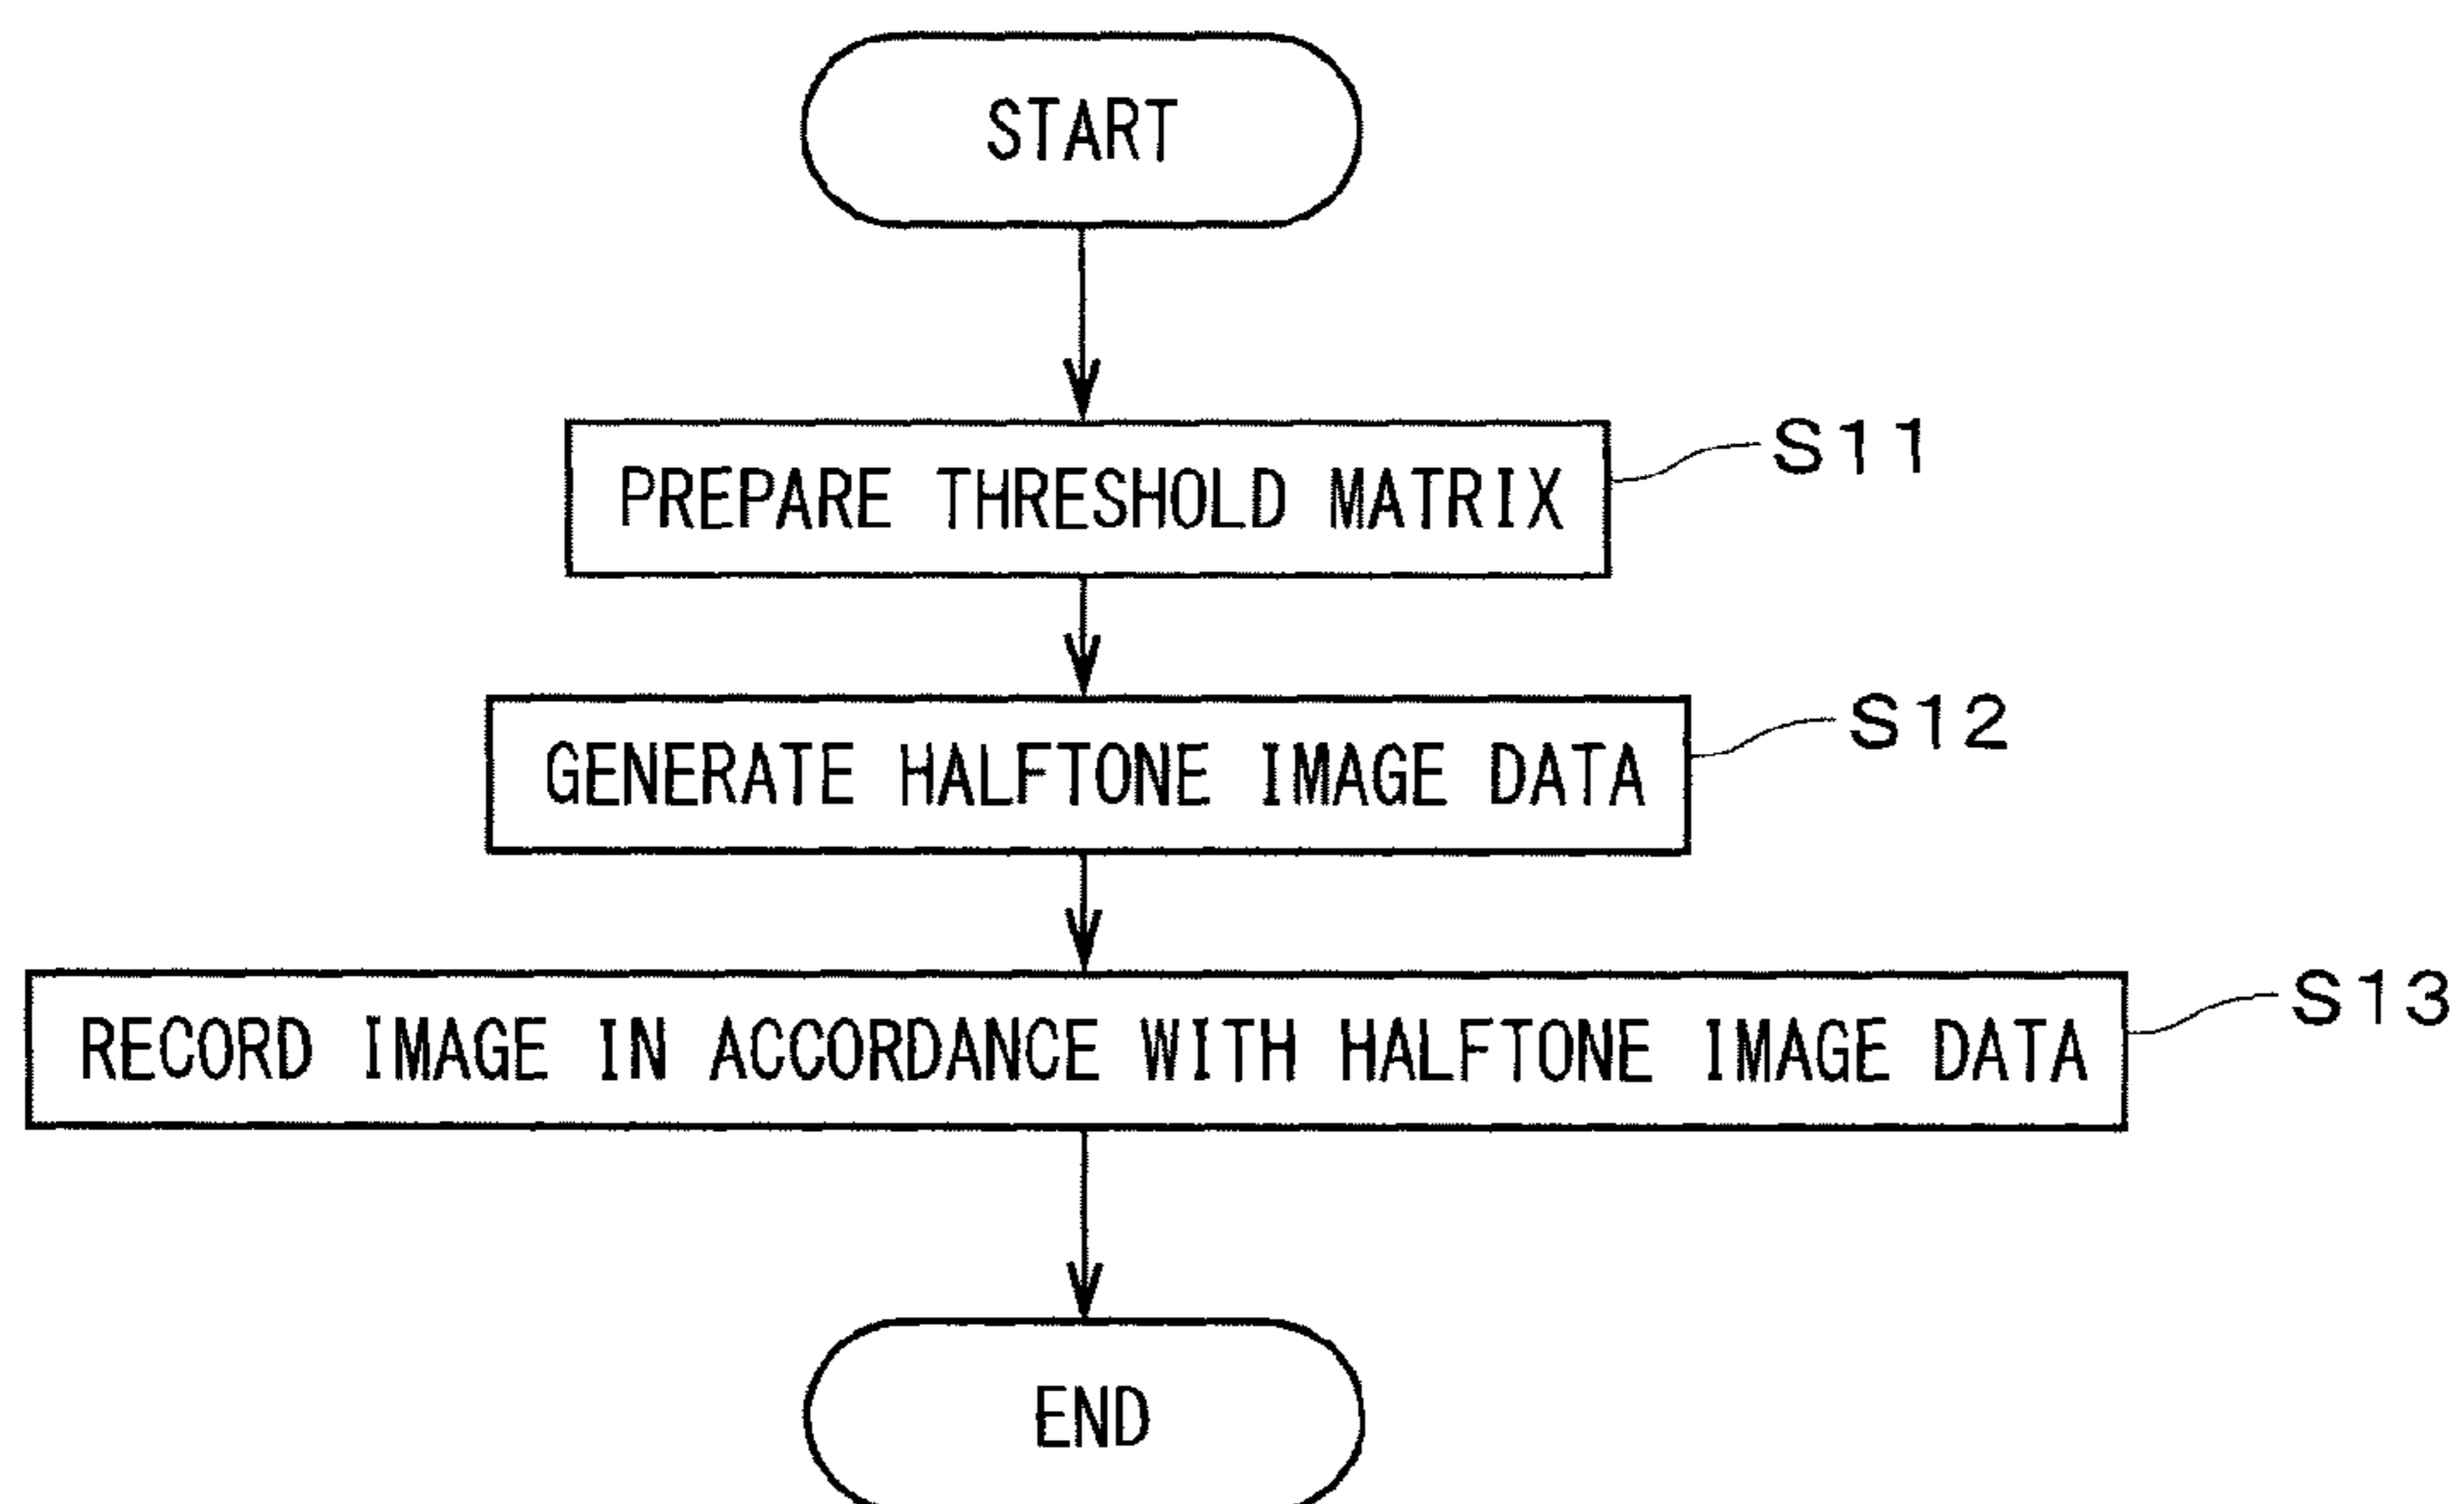 START
PREPARE THRESHOLD MATRIX
S11
GENERATE HALFTONE IMAGE DATA
S12
RECORD IMAGE IN ACCORDANCE WITH HALFTONE IMAGE DATA
S13
END